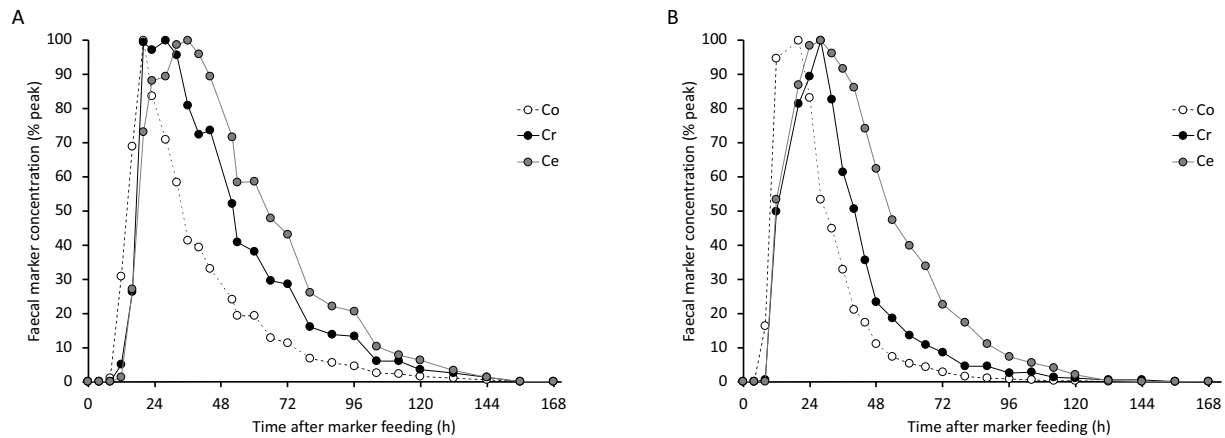 A
Faecal marker concentration (% peak)
100
90
80
70
60
50
40
30
20
10
0
0 24 48 72 96 120 144 168
Time after marker feeding (h)
Co
Cr
Ce
B
Faecal marker concentration (% peak)
100
90
80
70
60
50
40
30
20
10
0
0 24 48 72 96 120 144 168
Time after marker feeding (h)
Co
Cr
Ce